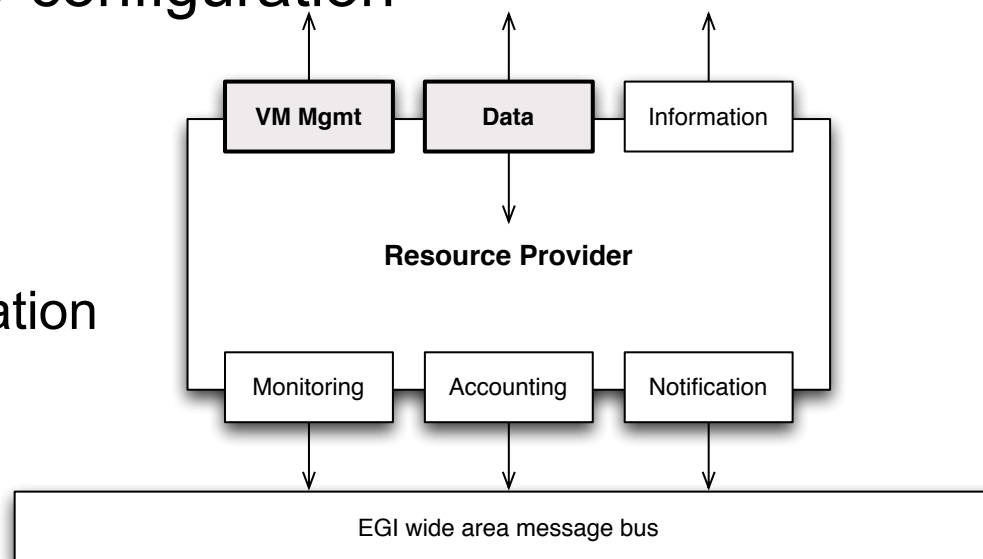 configuration
VM Mgmt
Data
Information
Resource Provider
ation
Monitoring
Accounting
Notification
EGI wide area message bus